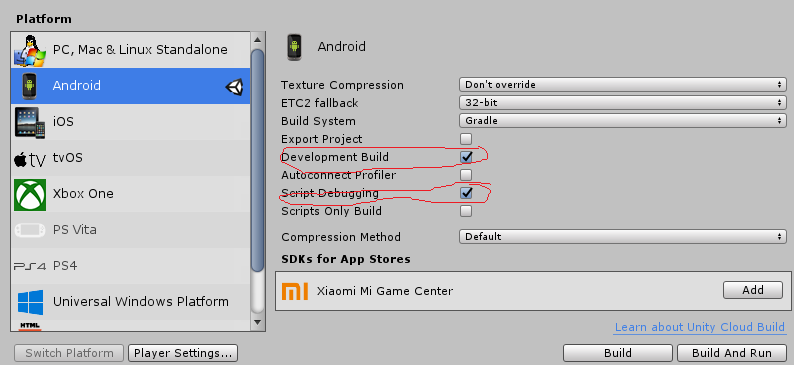 Platform
PC, Mac & Linux Standalone
Android
iOS
tvOS
Xbox One
PS Vita
PS4
Universal Windows Platform
HTML
Switch Platform
Player Settings...
Android
Texture Compression Don't override
ETC2 fallback 32-bit
Build System Gradle
Export Project
Development Build
Autoconnect Profiler
Script Debugging
Scripts Only Build
Compression Method Default
SDKs for App Stores
MI Xiaomi Mi Game Center Add
Learn about Unity Cloud Build
Build
Build And Run